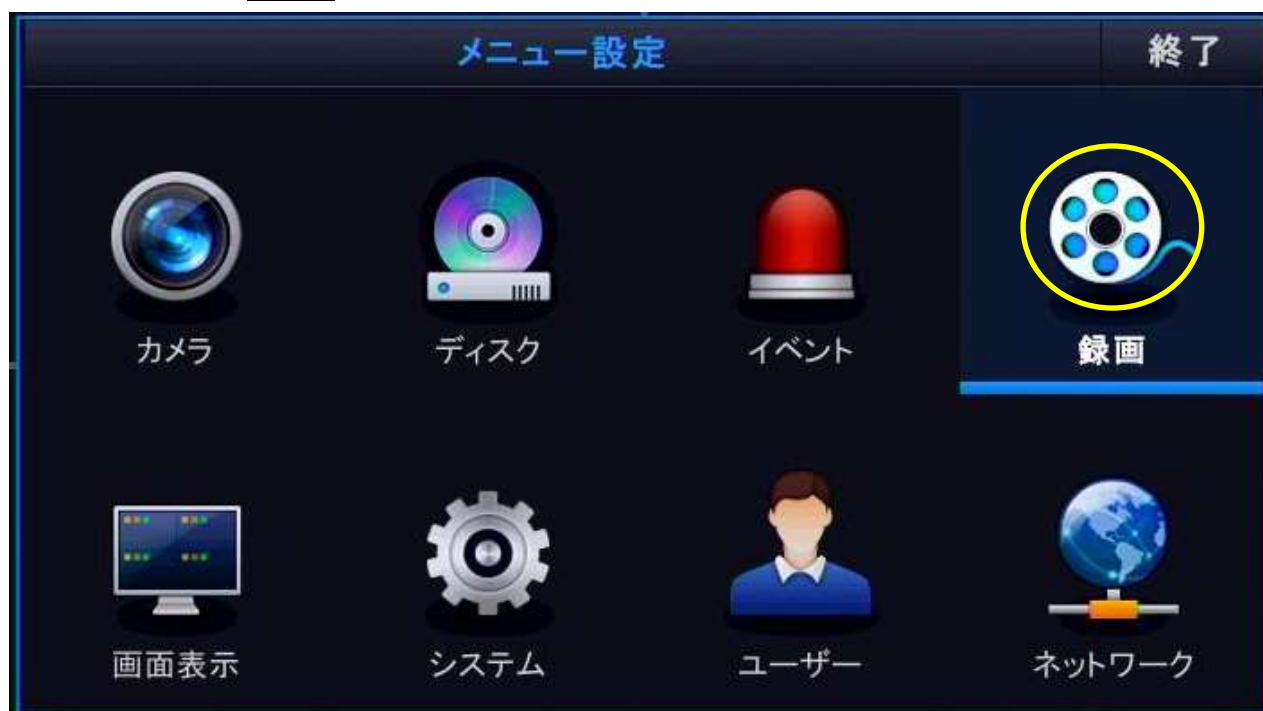 メニュー設定
終了
カメラ
ディスク
イベント
録画
画面表示
システム
ユーザー
ネットワーク